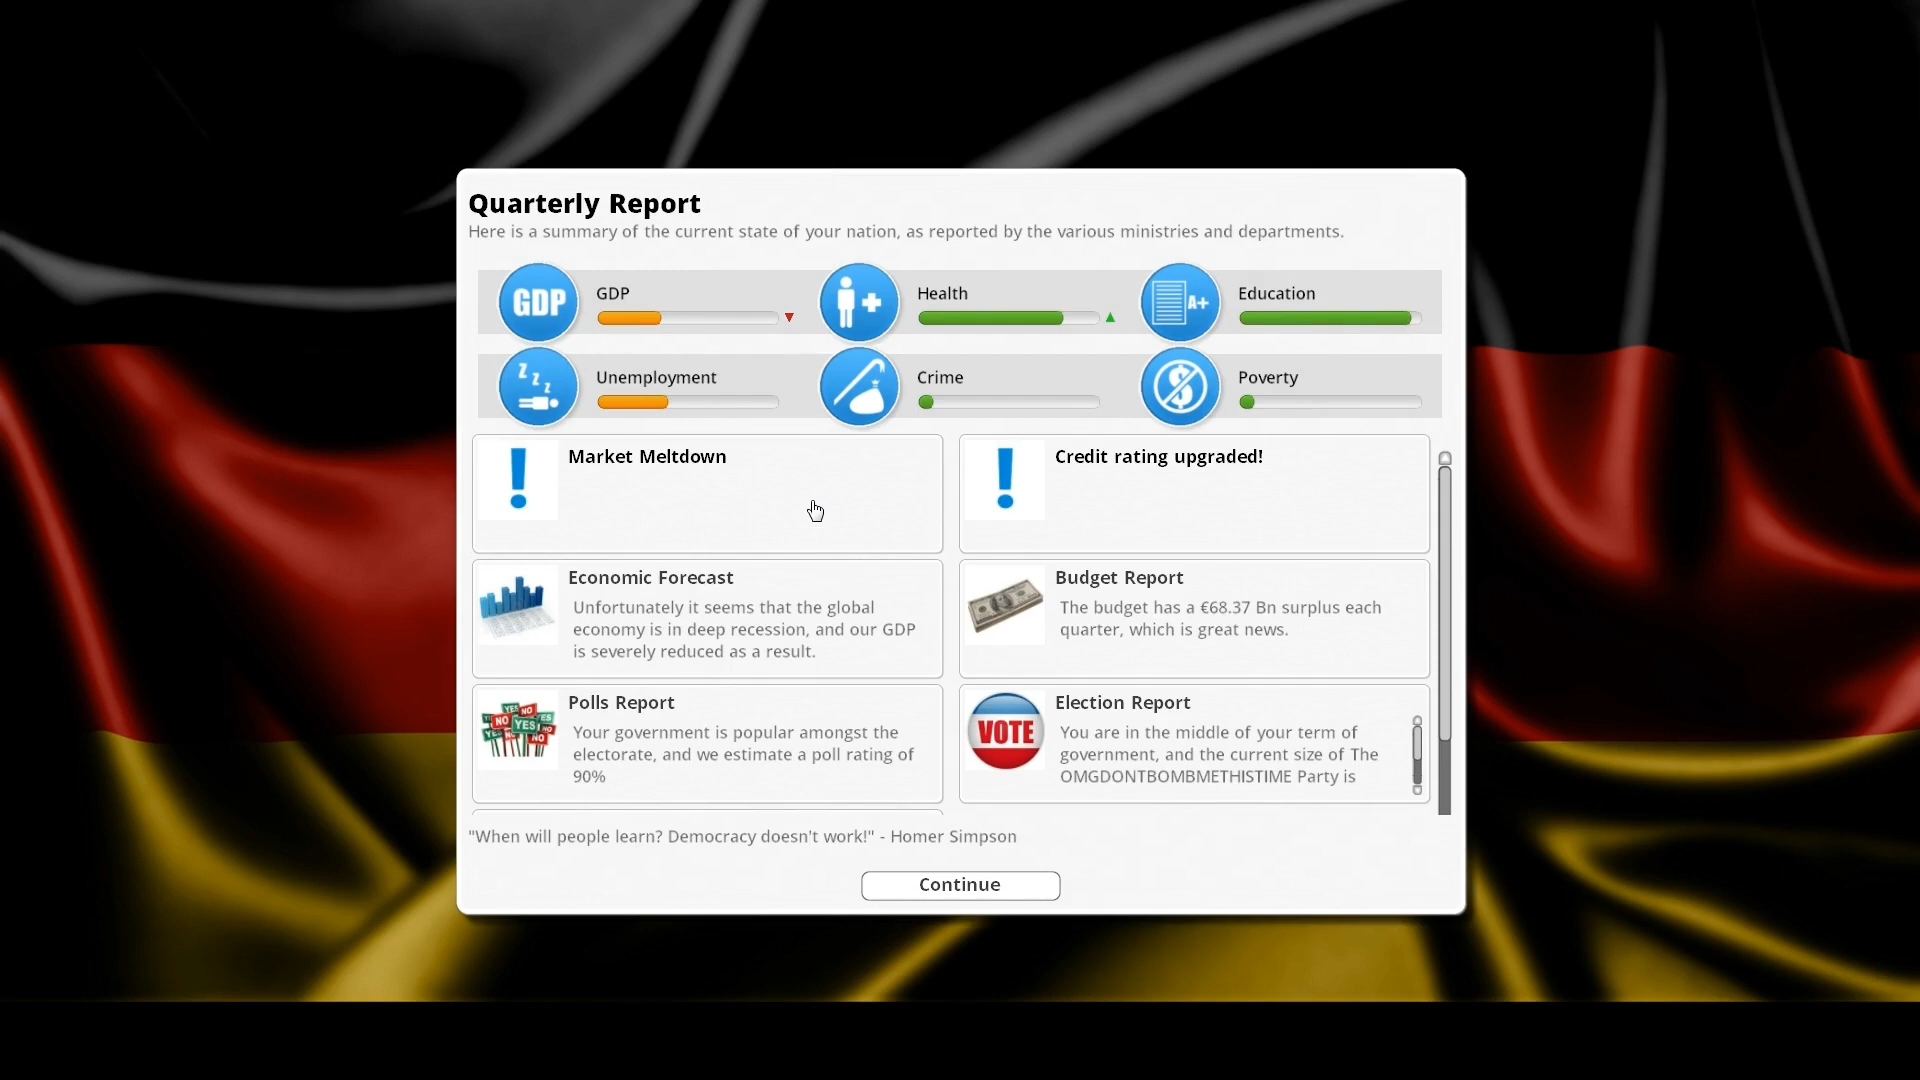 Quarterly Report
Here is a summary of the current state of your nation, as reported by the various ministries and departments.
GDP
GDP
Health
A+
Education
z z z
Unemployment
Crime
$
Poverty
!
Market Meltdown
!
Credit rating upgraded!
Economic Forecast
Unfortunately it seems that the global
economy is in deep recession, and our GDP
is severely reduced as a result.
Budget Report
The budget has a €68.37 Bn surplus each
quarter, which is great news.
YES
NO
NO
YES
NO
Polls Report
Your government is popular amongst the
electorate, and we estimate a poll rating of
90%
VOTE
Election Report
You are in the middle of your term of
government, and the current size of The
OMGDONTBOMBMETHISTIME Party is
"When will people learn? Democracy doesn't work!" - Homer Simpson
Continue